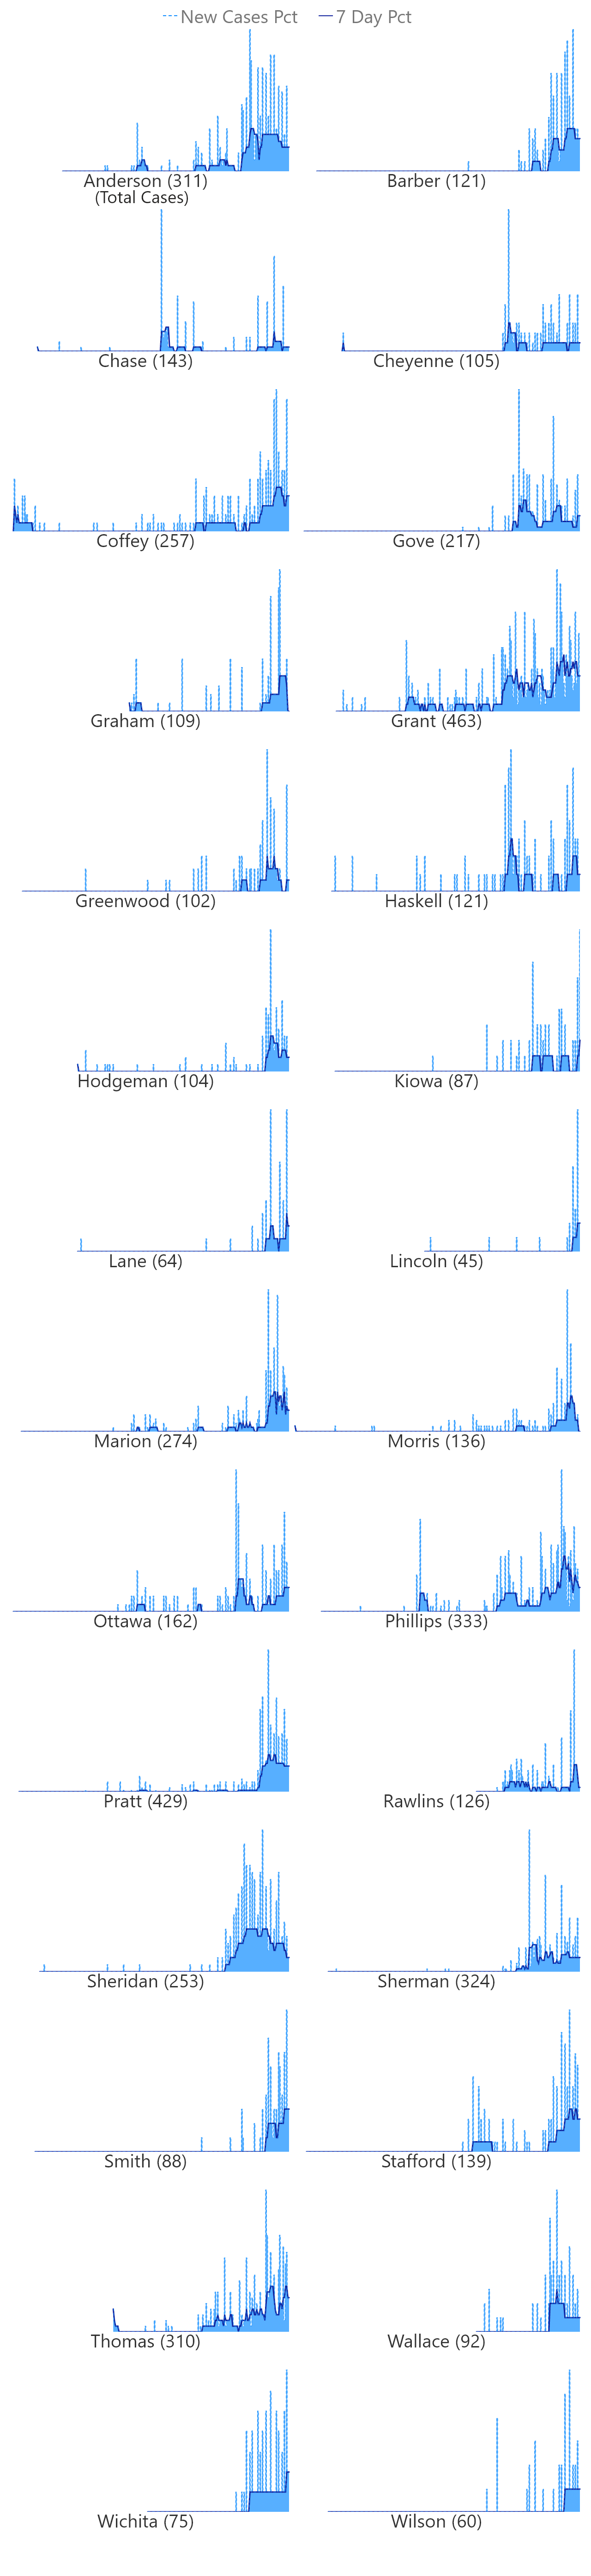 New Cases Pct 7 Day Pct
Anderson (311) Barber (121)
(Total Cases)
Chase (143) Cheyenne (105)
Coffey (257) Gove (217)
Graham (109) Grant (463)
Greenwood (102) Haskell (121)
Hodgeman (104) Kiowa (87)
Lane (64) Lincoln (45)
Marion (274) Morris (136)
Ottawa (162) Phillips (333)
Pratt (429) Rawlins (126)
Sheridan (253) Sherman (324)
Smith (88) Stafford (139)
Thomas (310) Wallace (92)
Wichita (75) Wilson (60)